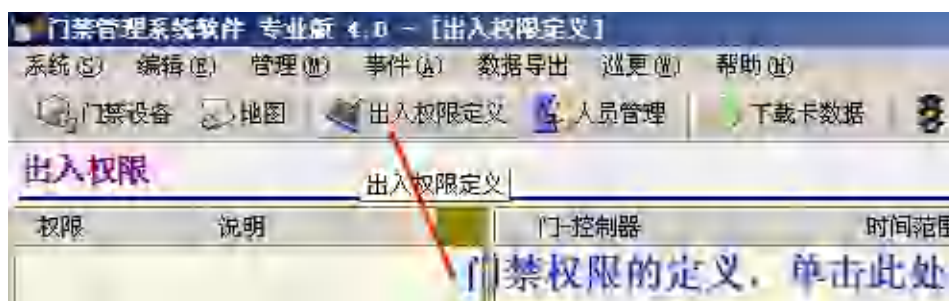 门禁管理系统软件 专业版 4.0 - [出入权限定义]
系统(S) 编辑(E) 管理(M) 事件(A) 数据导出 巡更(W) 帮助(H)
门禁设备 地图 出入权限定义 人员管理 下载卡数据
出入权限
出入权限定义
权限 说明 门-控制器 时间范围
门禁权限的定义，单击此处